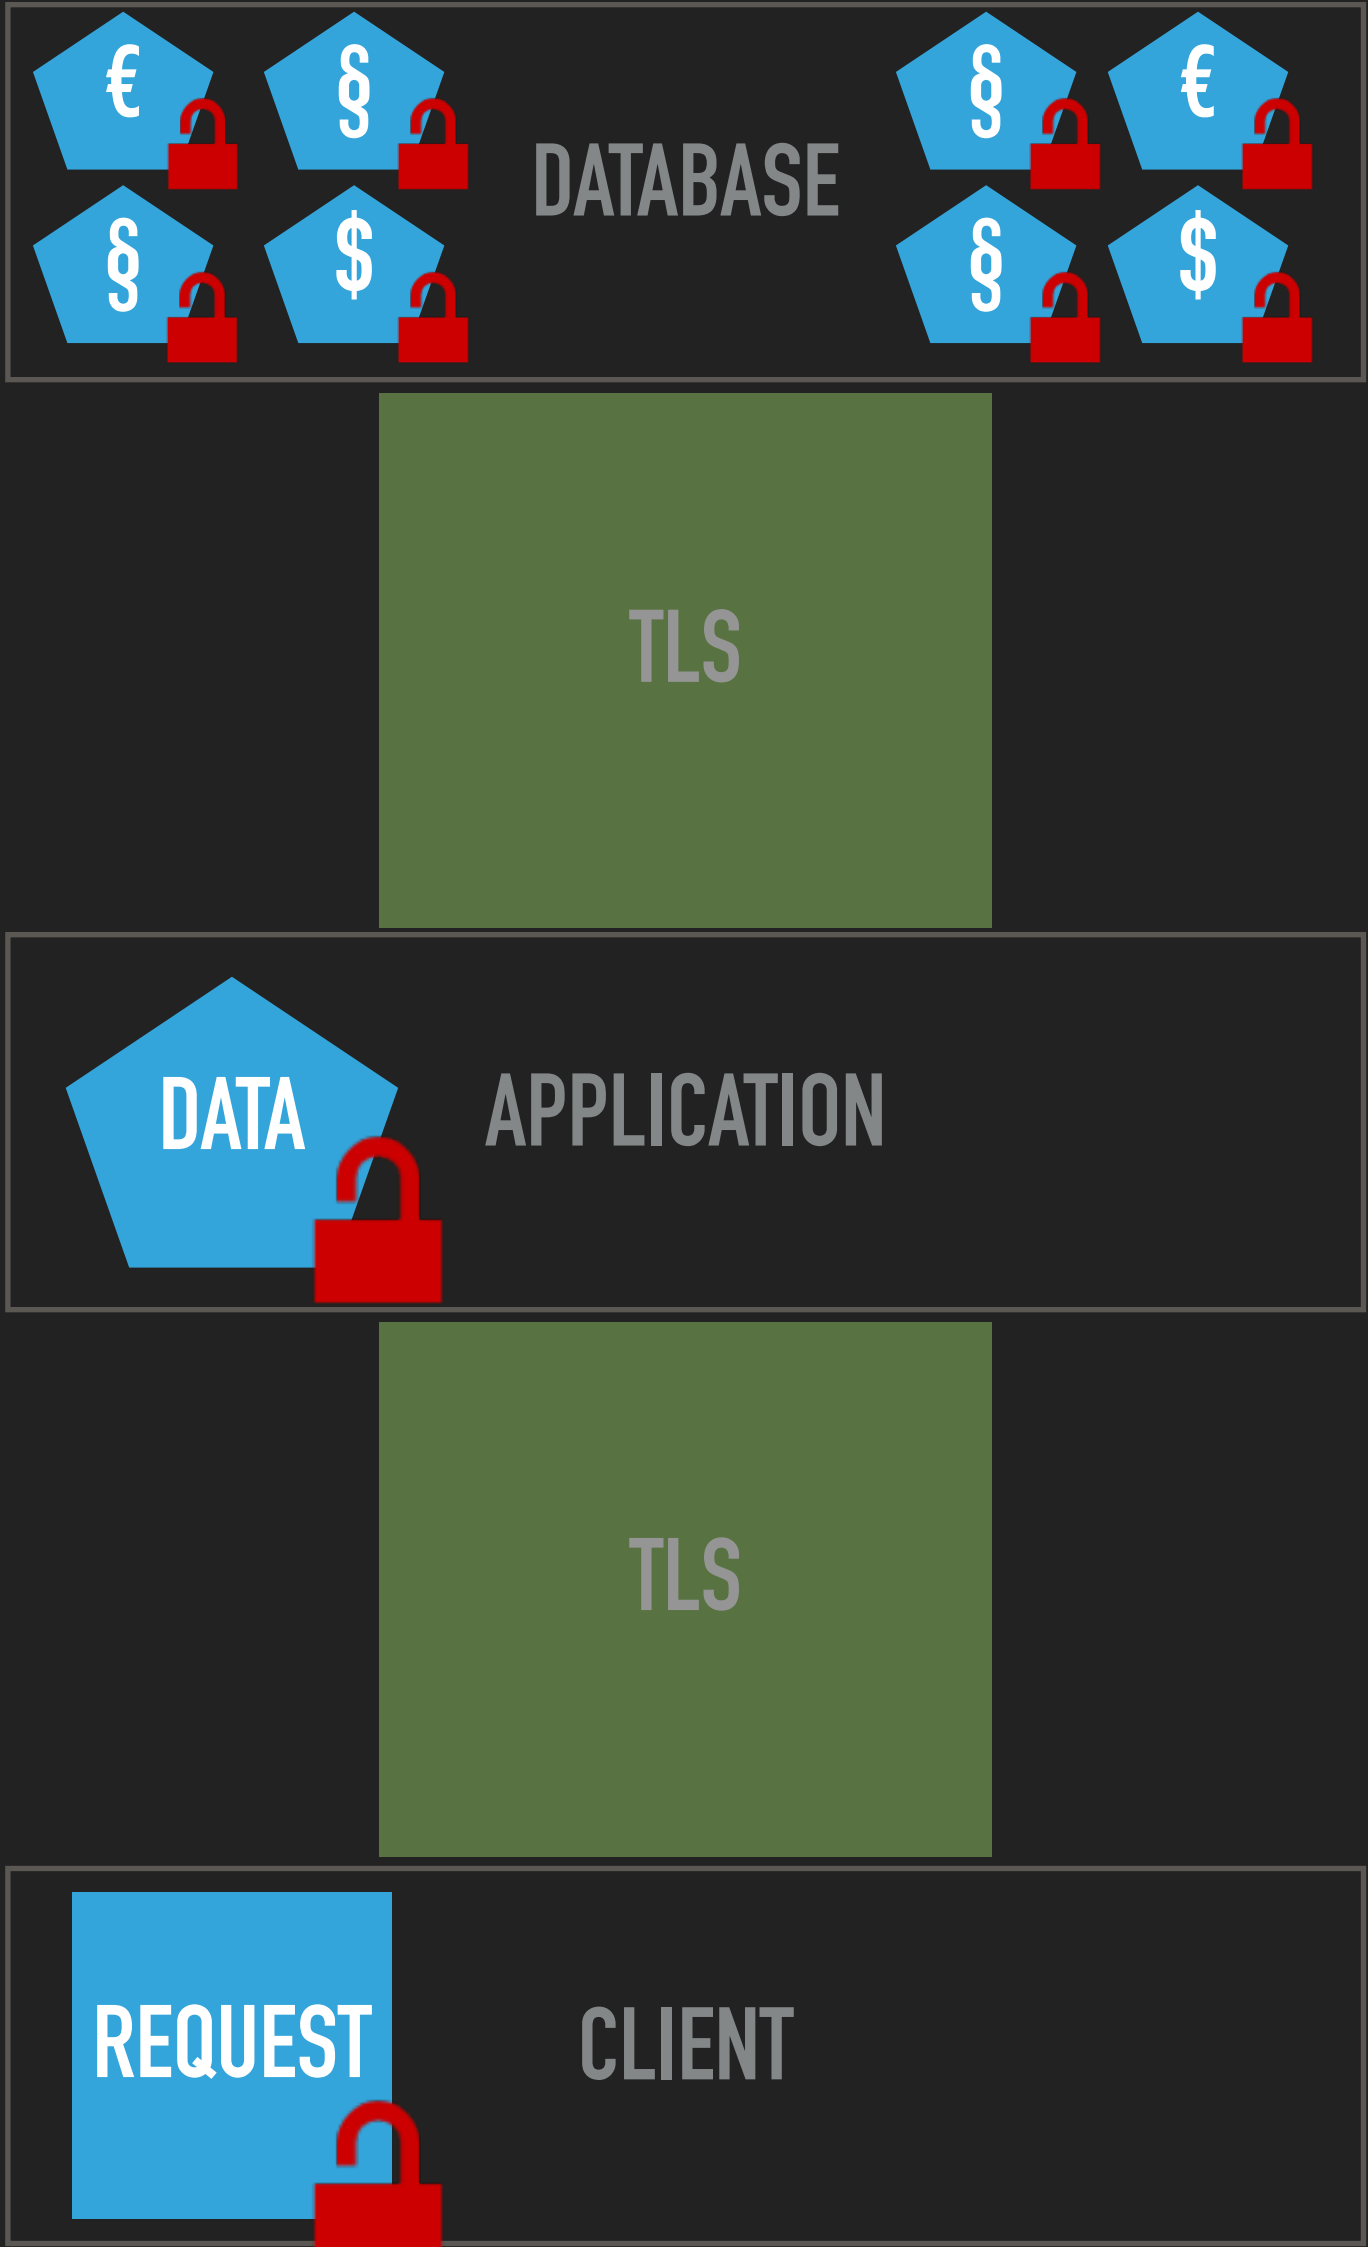 € § § €
DATABASE
§ $ § $
TLS
DATA
APPLICATION
TLS
REQUEST
CLIENT